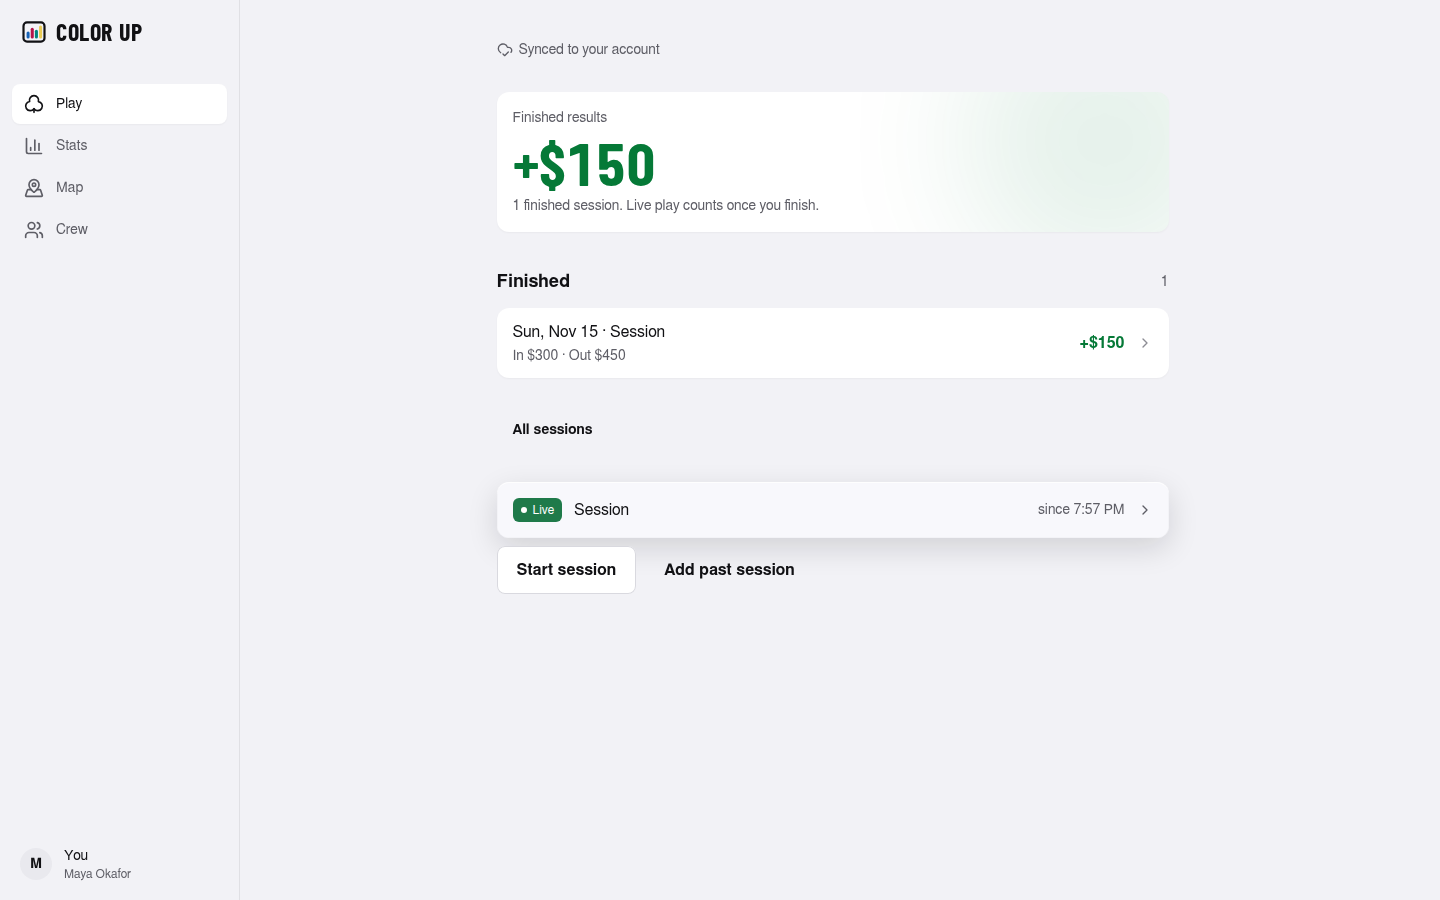 COLOR UP
Play
Stats
Map
Crew
M
You
Maya Okafor
Synced to your account
Finished results
+$150
1 finished session. Live play counts once you finish.
Finished
1
Sun, Nov 15 · Session
In $300 · Out $450
+$150
All sessions
Live
Session
since 7:57 PM
Start session
Add past session